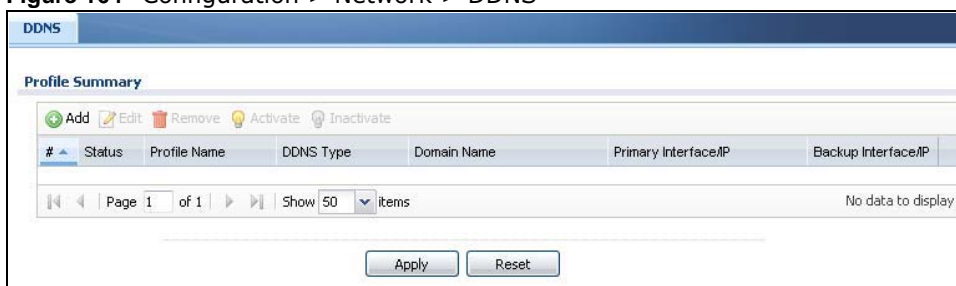 Figure 161 Configuration > Network > DDNS
DDNS
Profile Summary
Add Edit Remove Activate Inactivate
# Status Profile Name DDNS Type Domain Name Primary Interface/IP Backup Interface/IP
Page 1 of 1 Show 50 items No data to display
Apply Reset